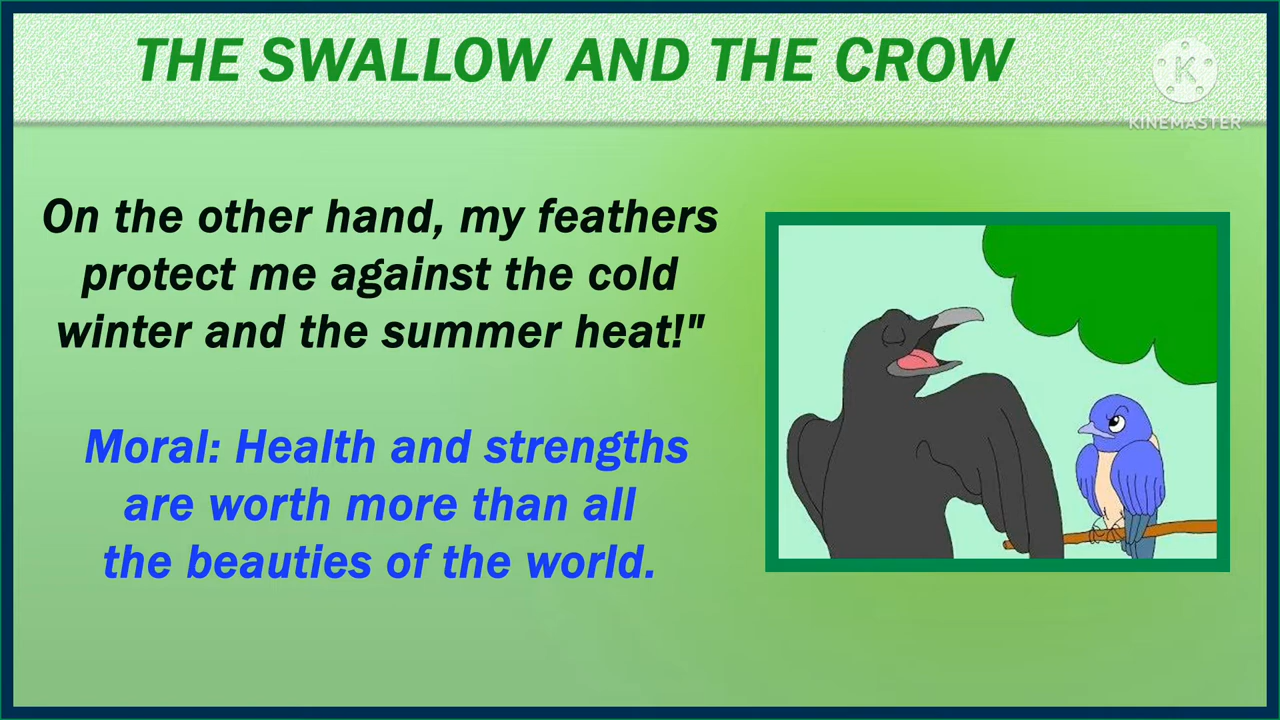 THE SWALLOW AND THE CROW
K
KINEMASTER
On the other hand, my feathers
protect me against the cold
winter and the summer heat!"
Moral: Health and strengths
are worth more than all
the beauties of the world.